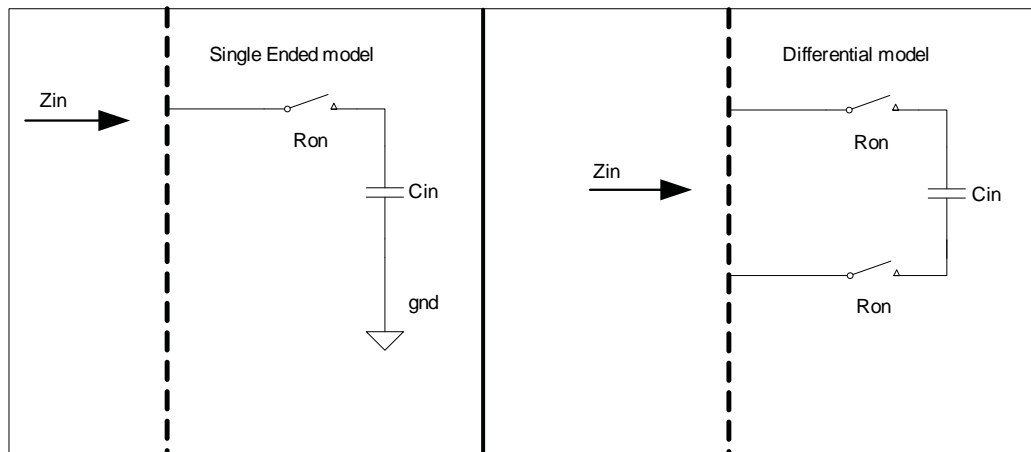 Single Ended model
Zin
Ron
Cin
gnd
Differential model
Ron
Zin
Cin
Ron